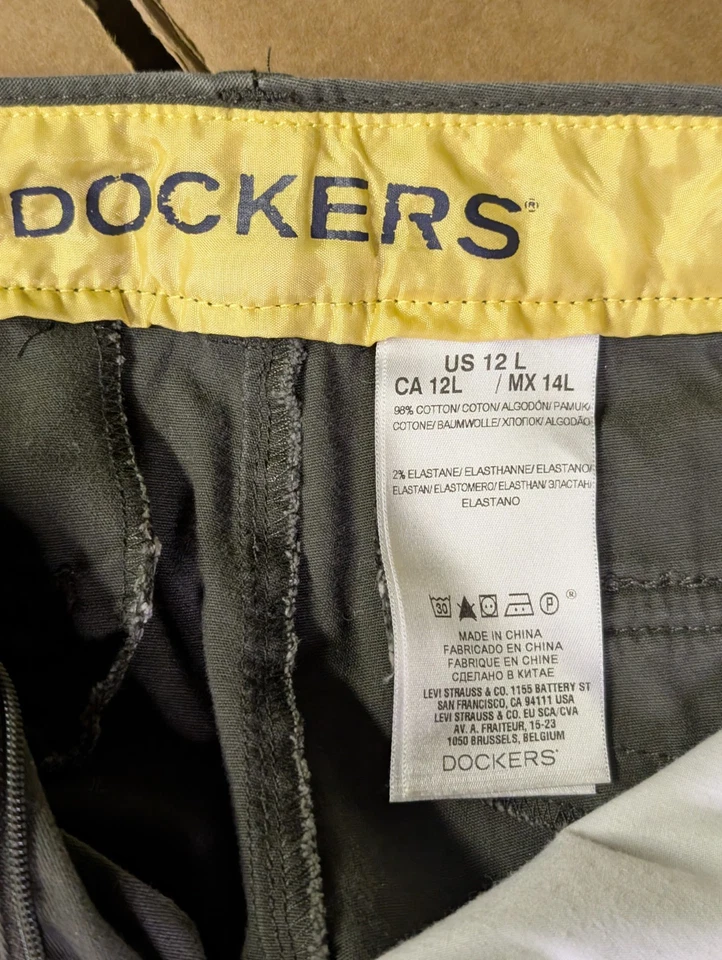 DOCKERS®
US 12 L
CA 12L / MX 14L
98% COTTON/ COTON/ ALGODÓN/ PAMUK/
COTONE/ BAUMWOLLE/ ХЛОПОК/ ALGODÃO
2% ELASTANE/ ELASTHANNE/ ELASTANO/
ELASTAN/ ELASTOMERO/ ELASTHAN/ ЭЛАСТАН/
ELASTANO
30 P ®
MADE IN CHINA
FABRICADO EN CHINA
FABRIQUE EN CHINE
СДЕЛАНО В КИТАЕ
LEVI STRAUSS & CO. 1155 BATTERY ST
SAN FRANCISCO, CA 94111 USA
LEVI STRAUSS & CO. EU SCA/CVA
AV. A. FRAITEUR, 15-23
1050 BRUSSELS, BELGIUM
DOCKERS®